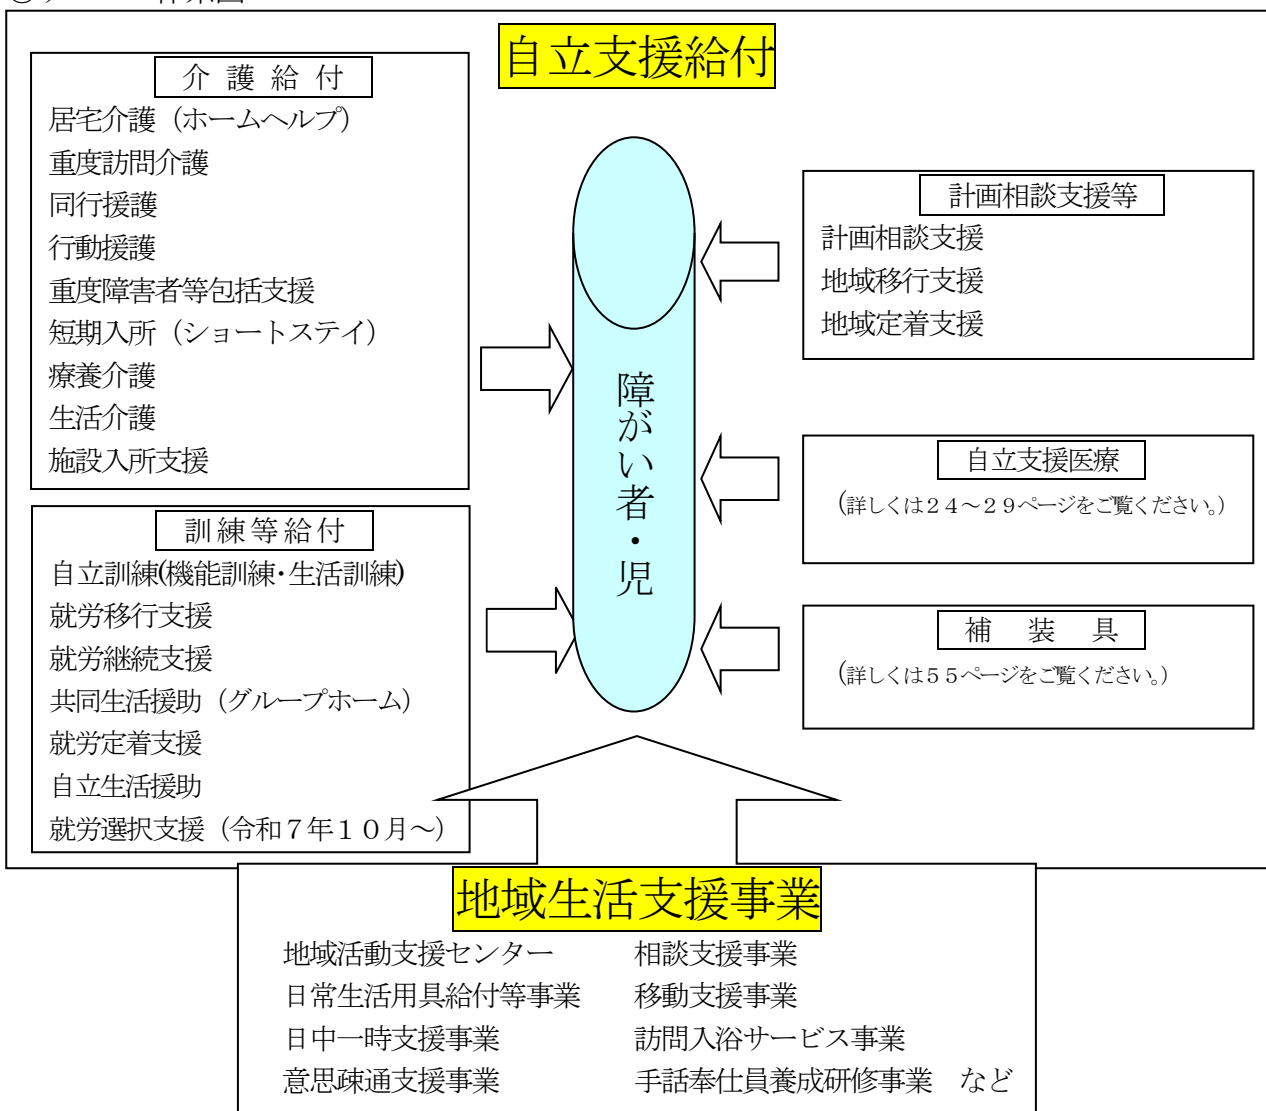 自立支援給付
介護給付
居宅介護（ホームヘルプ）
重度訪問介護
同行援護
行動援護
重度障害者等包括支援
短期入所（ショートステイ）
療養介護
生活介護
施設入所支援
訓練等給付
自立訓練(機能訓練・生活訓練)
就労移行支援
就労継続支援
共同生活援助（グループホーム）
就労定着支援
自立生活援助
就労選択支援（令和７年１０月～）
障がい者・児
計画相談支援等
計画相談支援
地域移行支援
地域定着支援
自立支援医療
（詳しくは２４～２９ページをご覧ください。）
補装具
（詳しくは５５ページをご覧ください。）
地域生活支援事業
地域活動支援センター　相談支援事業
日常生活用具給付等事業　移動支援事業
日中一時支援事業　訪問入浴サービス事業
意思疎通支援事業　手話奉仕員養成研修事業　など